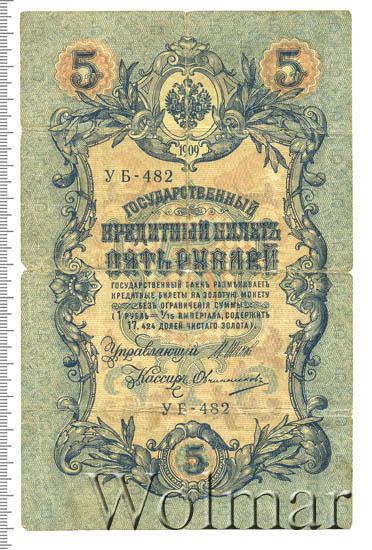 5 5
1909
УБ-482
ГОСУДАРСТВЕННЫЙ
КРЕДИТНЫЙ БИЛЕТЪ
ПЯТЬ РУБЛЕЙ
ГОСУДАРСТВЕННЫЙ БАНКЪ РАЗМѢНИВАЕТЪ
КРЕДИТНЫЕ БИЛЕТЫ НА ЗОЛОТУЮ МОНЕТУ
БЕЗЪ ОГРАНИЧЕНІЯ СУММЫ
(1 РУБЛЬ = 1/15 ИМПЕРІАЛА, СОДЕРЖИТЪ
17,424 ДОЛЕЙ ЧИСТАГО ЗОЛОТА).
Управляющій
Кассиръ Овчинниковъ
УБ-482
5
Wolmar